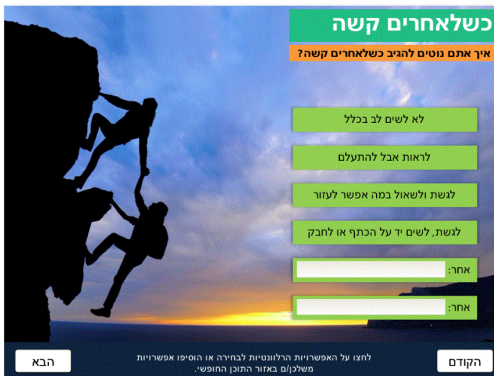 כשלאחרים קשה
איך אתם נוטים להגיב כשלאחרים קשה?
לא לשים לב בכלל
לראות אבל להתעלם
לגשת ולשאול במה אפשר לעזור
לגשת, לשים יד על הכתף או לחבק
אחר:
אחר:
הקודם
לחצו על האפשרויות הרלוונטיות לבחירה או הוסיפו אפשרויות
משלכן/ם באזור התוכן החופשי.
הבא